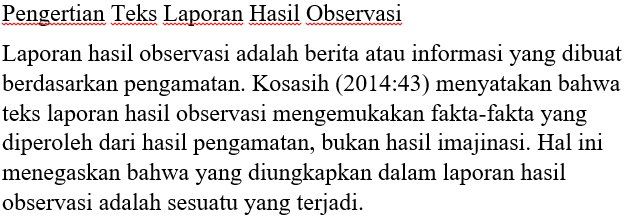 Pengertian Teks Laporan Hasil Observasi
Laporan hasil observasi adalah berita atau informasi yang dibuat
berdasarkan pengamatan. Kosasih (2014:43) menyatakan bahwa
teks laporan hasil observasi mengemukakan fakta-fakta yang
diperoleh dari hasil pengamatan, bukan hasil imajinasi. Hal ini
menegaskan bahwa yang diungkapkan dalam laporan hasil
observasi adalah sesuatu yang terjadi.